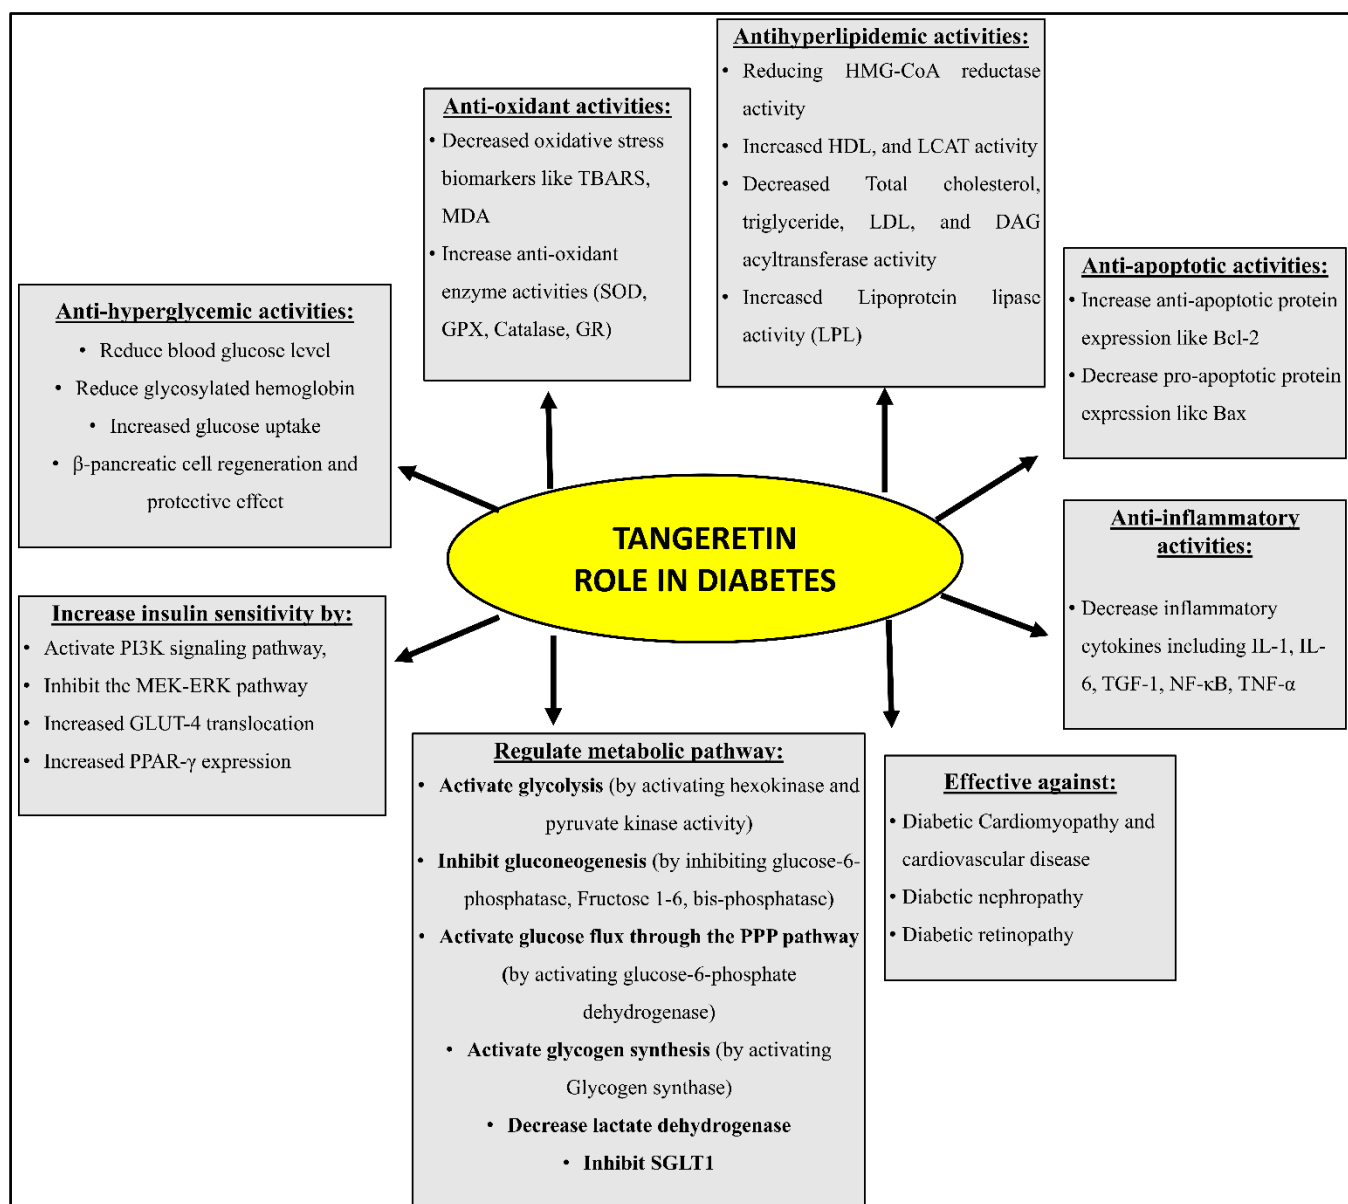 Antihyperlipidemic activities:
• Reducing HMG-CoA reductase
activity
• Increased HDL, and LCAT activity
• Decreased Total cholesterol,
triglyceride, LDL, and DAG
acyltransferase activity
• Increased Lipoprotein lipase
activity (LPL)
Anti-oxidant activities:
• Decreased oxidative stress
biomarkers like TBARS,
MDA
• Increase anti-oxidant
enzyme activities (SOD,
GPX, Catalase, GR)
Anti-apoptotic activities:
• Increase anti-apoptotic protein
expression like Bcl-2
• Decrease pro-apoptotic protein
expression like Bax
Anti-hyperglycemic activities:
• Reduce blood glucose level
• Reduce glycosylated hemoglobin
• Increased glucose uptake
• β-pancreatic cell regeneration and
protective effect
TANGERETIN
ROLE IN DIABETES
Anti-inflammatory
activities:
• Decrease inflammatory
cytokines including IL-1, IL-
6, TGF-1, NF-κB, TNF-α
Increase insulin sensitivity by:
• Activate PI3K signaling pathway,
• Inhibit the MEK-ERK pathway
• Increased GLUT-4 translocation
• Increased PPAR-γ expression
Regulate metabolic pathway:
• Activate glycolysis (by activating hexokinase and
pyruvate kinase activity)
• Inhibit gluconeogenesis (by inhibiting glucose-6-
phosphatase, Fructose 1-6, bis-phosphatase)
• Activate glucose flux through the PPP pathway
(by activating glucose-6-phosphate
dehydrogenase)
• Activate glycogen synthesis (by activating
Glycogen synthase)
• Decrease lactate dehydrogenase
• Inhibit SGLT1
Effective against:
• Diabetic Cardiomyopathy and
cardiovascular disease
• Diabetic nephropathy
• Diabetic retinopathy